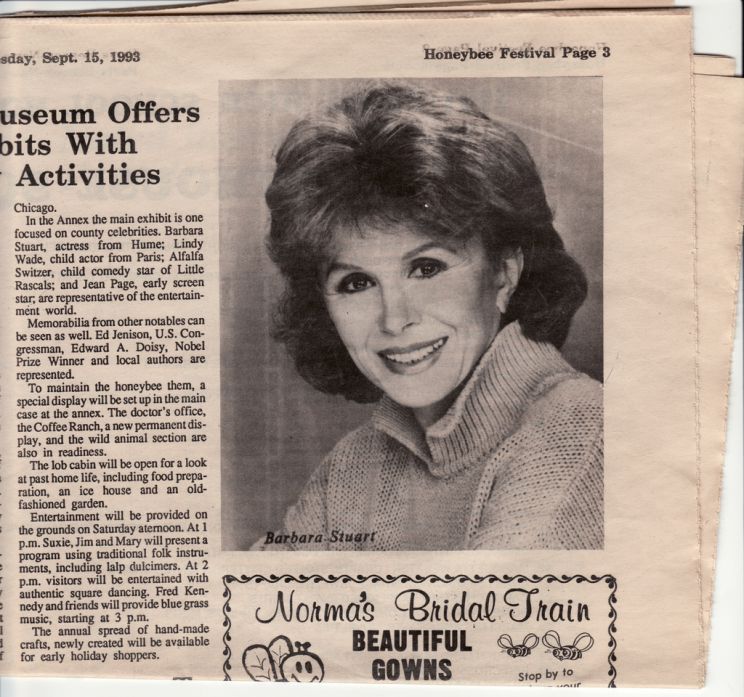 sday, Sept. 15, 1993
Honeybee Festival Page 3
useum Offers
bits With
Activities
Chicago.
In the Annex the main exhibit is one
focused on county celebrities. Barbara
Stuart, actress from Hume; Lindy
Wade, child actor from Paris; Alfalfa
Switzer, child comedy star of Little
Rascals; and Jean Page, early screen
star, are representative of the entertain-
ment world.
Memorabilia from other notables can
be seen as well. Ed Jenison, U.S. Con-
gressman, Edward A. Doisy, Nobel
Prize Winner and local authors are
represented.
To maintain the honeybee them, a
special display will be set up in the main
case at the annex. The doctor's office,
the Coffee Ranch, a new permanent dis-
play, and the wild animal section are
also in readiness.
The lob cabin will be open for a look
at past home life, including food prepa-
ration, an ice house and an old-
fashioned garden.
Entertainment will be provided on
the grounds on Saturday aternoon. At 1
p.m. Suxie, Jim and Mary will present a
program using traditional folk instru-
ments, including lalp dulcimers. At 2
p.m. visitors will be entertained with
authentic square dancing. Fred Ken-
nedy and friends will provide blue grass
music, starting at 3 p.m.
The annual spread of hand-made
crafts, newly created will be available
for early holiday shoppers.
Barbara Stuart
Norma's Bridal Train
BEAUTIFUL
GOWNS
Stop by to